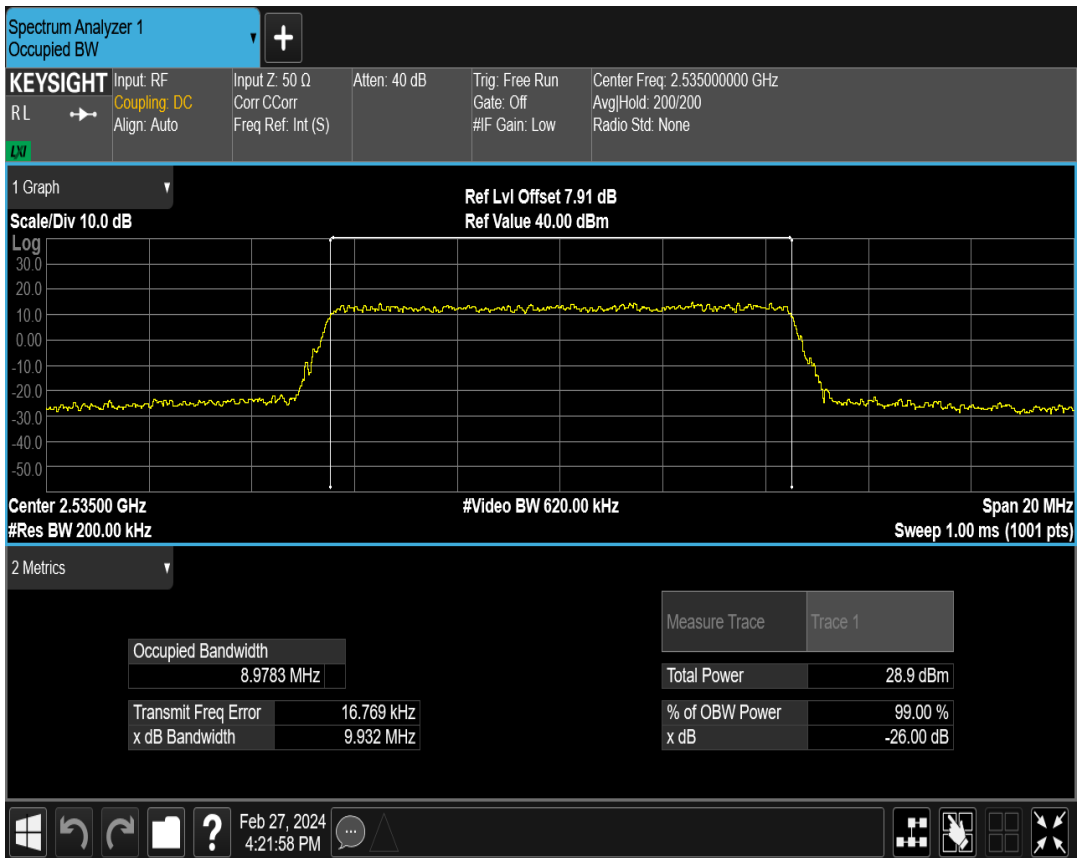 Spectrum Analyzer 1
Occupied BW
KEYSIGHT
RL
LXI
Input: RF
Coupling: DC
Align: Auto
Input Z: 50 Ω
Corr CCorr
Freq Ref: Int (S)
Atten: 40 dB
Trig: Free Run
Gate: Off
#IF Gain: Low
Center Freq: 2.535000000 GHz
Avg|Hold: 200/200
Radio Std: None
1 Graph
Scale/Div 10.0 dB
Ref Lvl Offset 7.91 dB
Ref Value 40.00 dBm
Log
30.0
20.0
10.0
0.00
-10.0
-20.0
-30.0
-40.0
-50.0
Center 2.53500 GHz
#Video BW 620.00 kHz
Span 20 MHz
#Res BW 200.00 kHz
Sweep 1.00 ms (1001 pts)
2 Metrics
Measure Trace Trace 1
Occupied Bandwidth
8.9783 MHz
Total Power 28.9 dBm
Transmit Freq Error 16.769 kHz
% of OBW Power 99.00 %
x dB Bandwidth 9.932 MHz
x dB -26.00 dB
?
Feb 27, 2024
4:21:58 PM